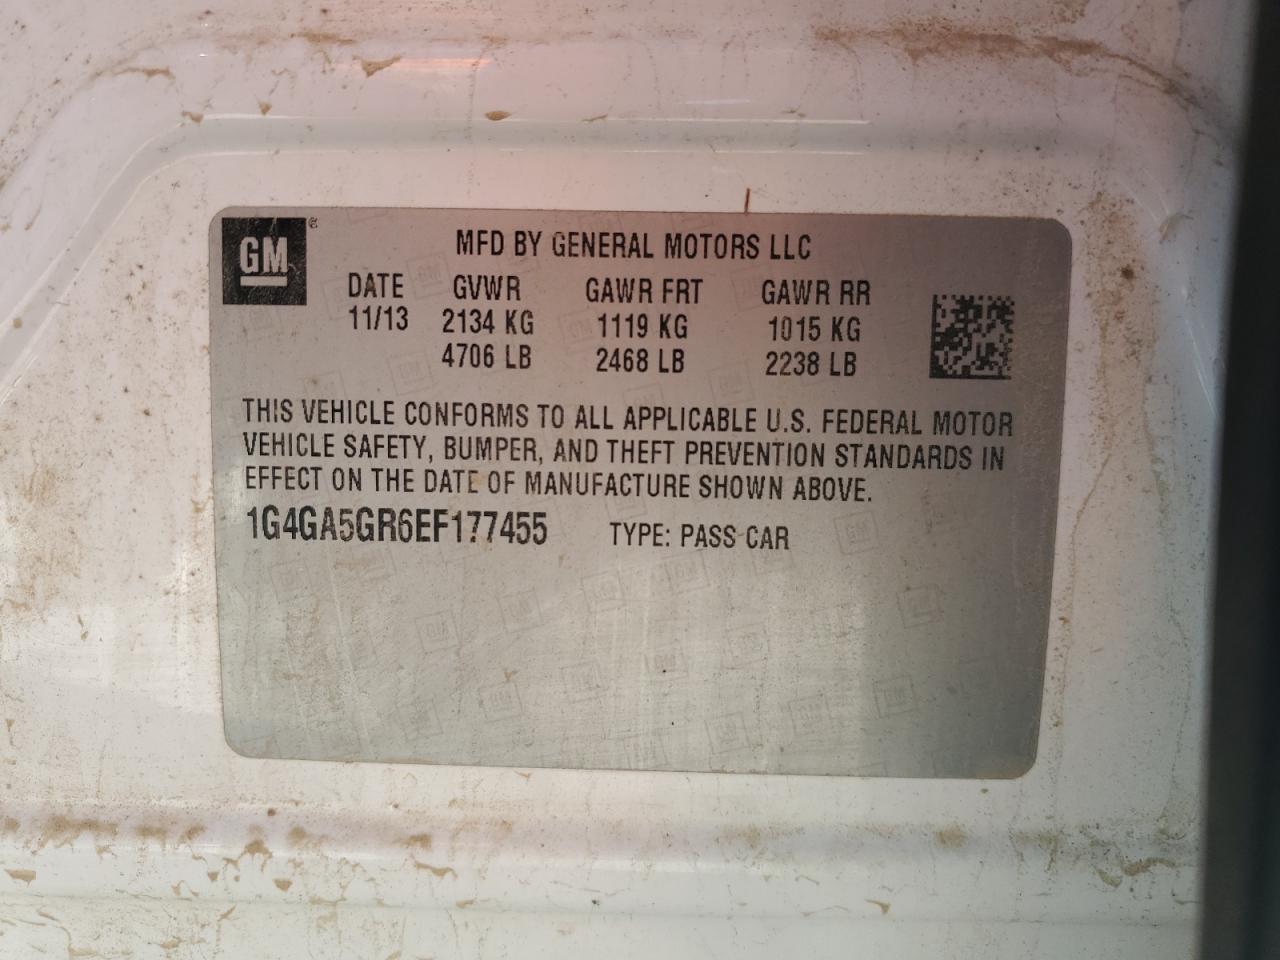 GM®
MFD BY GENERAL MOTORS LLC
DATE GVWR GAWR FRT GAWR RR
11/13 2134 KG 1119 KG 1015 KG
4706 LB 2468 LB 2238 LB
THIS VEHICLE CONFORMS TO ALL APPLICABLE U.S. FEDERAL MOTOR
VEHICLE SAFETY, BUMPER, AND THEFT PREVENTION STANDARDS IN
EFFECT ON THE DATE OF MANUFACTURE SHOWN ABOVE.
1G4GA5GR6EF177455 TYPE: PASS CAR